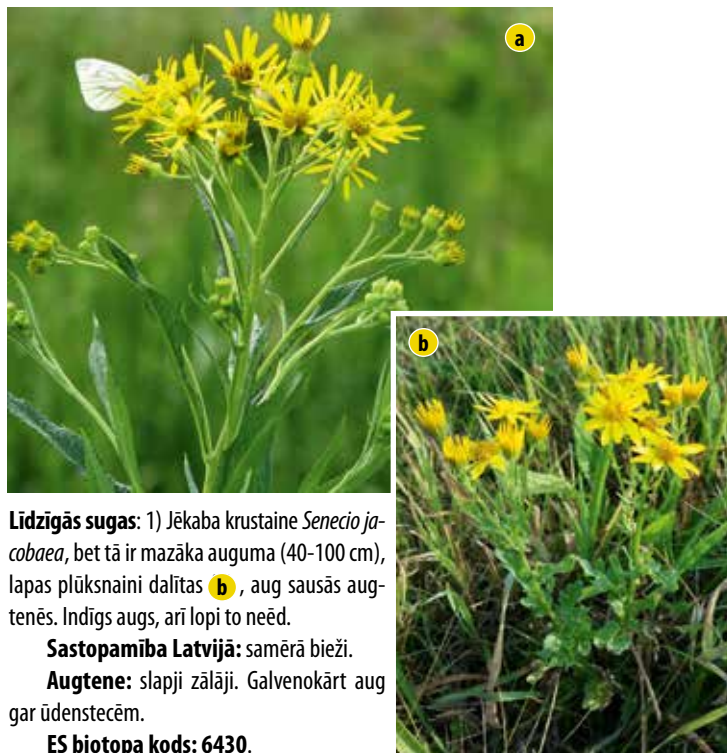 a
b
Līdzīgās sugas: 1) Jēkaba krustaine Senecio ja-
cobaea, bet tā ir mazāka auguma (40-100 cm),
lapas plūksnaini dalītas b , aug sausās aug-
tenēs. Indīgs augs, arī lopi to neēd.
Sastopamība Latvijā: samērā bieži.
Augtene: slapji zālāji. Galvenokārt aug
gar ūdenstecēm.
ES biotopa kods: 6430.